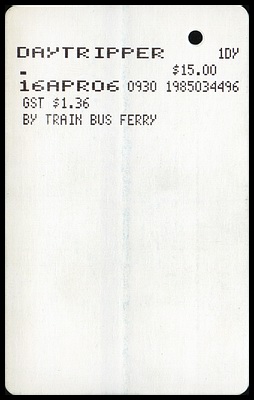 DAYTRIPPER 1DY
$15.00
16APR06 0930 1985034496
GST $1.36
BY TRAIN BUS FERRY